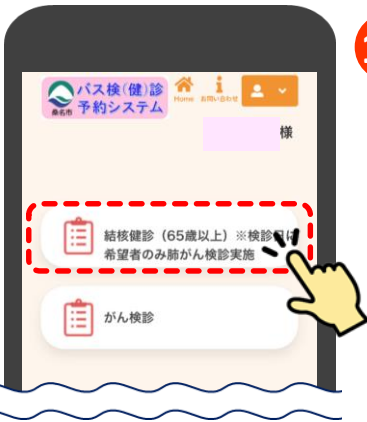 バス検(健)診
予約システム
桑名市
Home
お問い合わせ
様
結核健診（65歳以上）※検診日に
希望者のみ肺がん検診実施
がん検診